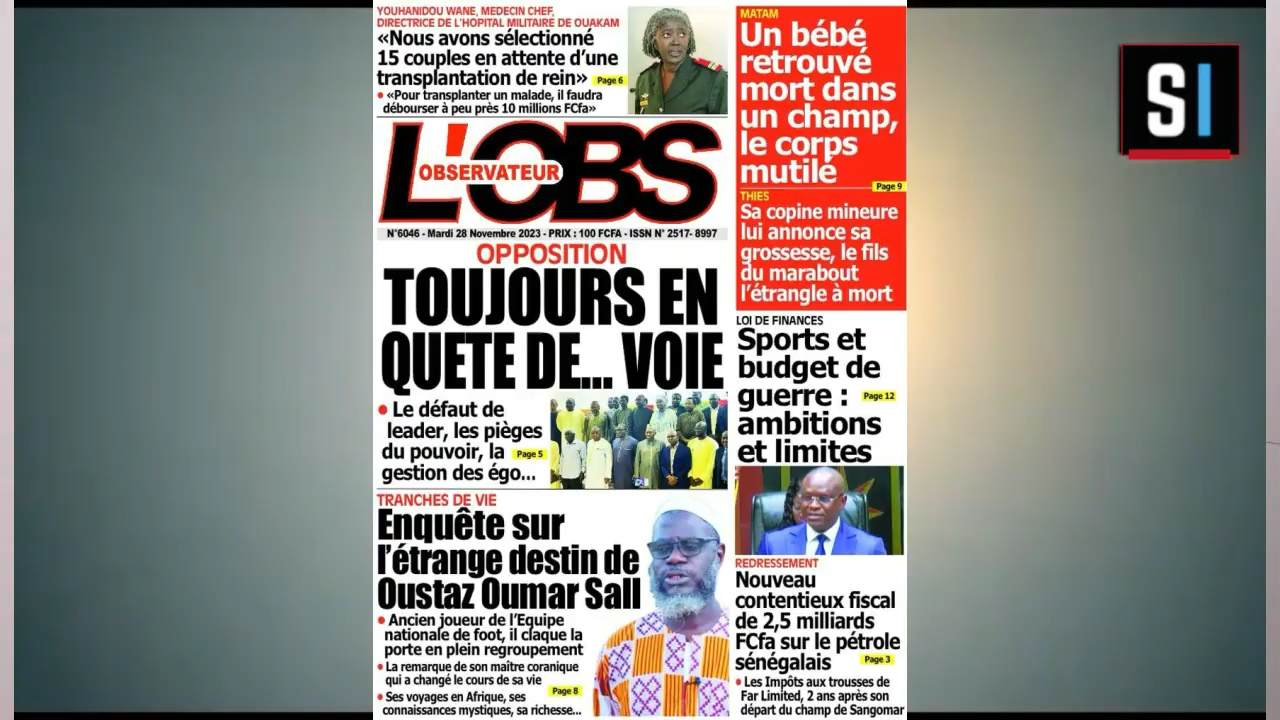 YOUHANIDOU WANE, MEDECIN CHEF,
DIRECTRICE DE L'HOPITAL MILITAIRE DE OUAKAM
«Nous avons sélectionné
15 couples en attente d'une
transplantation de rein» Page 6
• «Pour transplanter un malade, il faudra
débourser à peu près 10 millions FCfa»
L'OBS
OBSERVATEUR
N°6046 - Mardi 28 Novembre 2023 - PRIX : 100 FCFA - ISSN N° 2517- 8997
OPPOSITION
TOUJOURS EN
QUETE DE... VOIE
• Le défaut de
leader, les pièges
du pouvoir, la Page 5
gestion des égo...
TRANCHES DE VIE
Enquête sur
l'étrange destin de
Oustaz Oumar Sall
• Ancien joueur de l'Equipe
nationale de foot, il claque la
porte en plein regroupement
• La remarque de son maître coranique
qui a changé le cours de sa vie
• Ses voyages en Afrique, ses Page 8
connaissances mystiques, sa richesse...
MATAM
Un bébé
retrouvé
mort dans
un champ,
le corps
mutilé
Page 9
THIES
Sa copine mineure
lui annonce sa
grossesse, le fils
du marabout
l'étrangle à mort
LOI DE FINANCES
Sports et
budget de
guerre : Page 12
ambitions
et limites
REDRESSEMENT
Nouveau
contentieux fiscal
de 2,5 milliards
FCfa sur le pétrole
sénégalais Page 3
• Les Impôts aux trousses de
Far Limited, 2 ans après son
départ du champ de Sangomar
SI